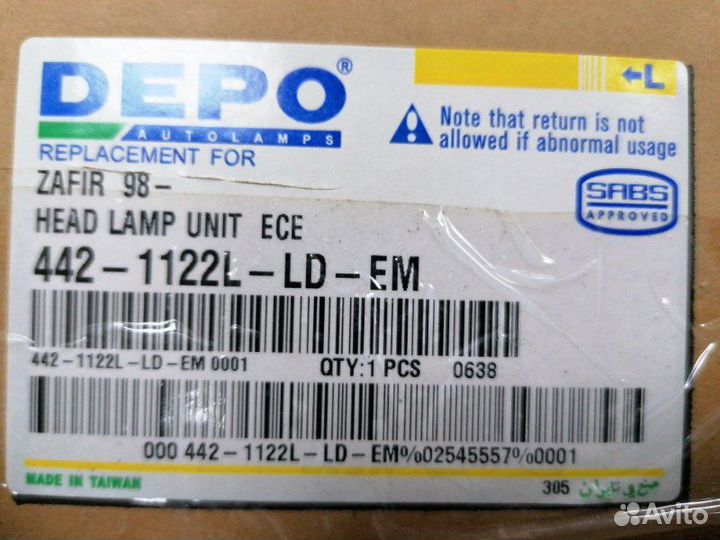 DEPO®
AUTOLAMPS
←L
Note that return is not
allowed if abnormal usage
REPLACEMENT FOR
ZAFIR 98-
HEAD LAMP UNIT ECE
SABS
APPROVED
442-1122L-LD-EM
442-1122L-LD-EM 0001 QTY:1 PCS 0638
000 442-1122L-LD-EM%02545557%0001
MADE IN TAIWAN
305
Avito